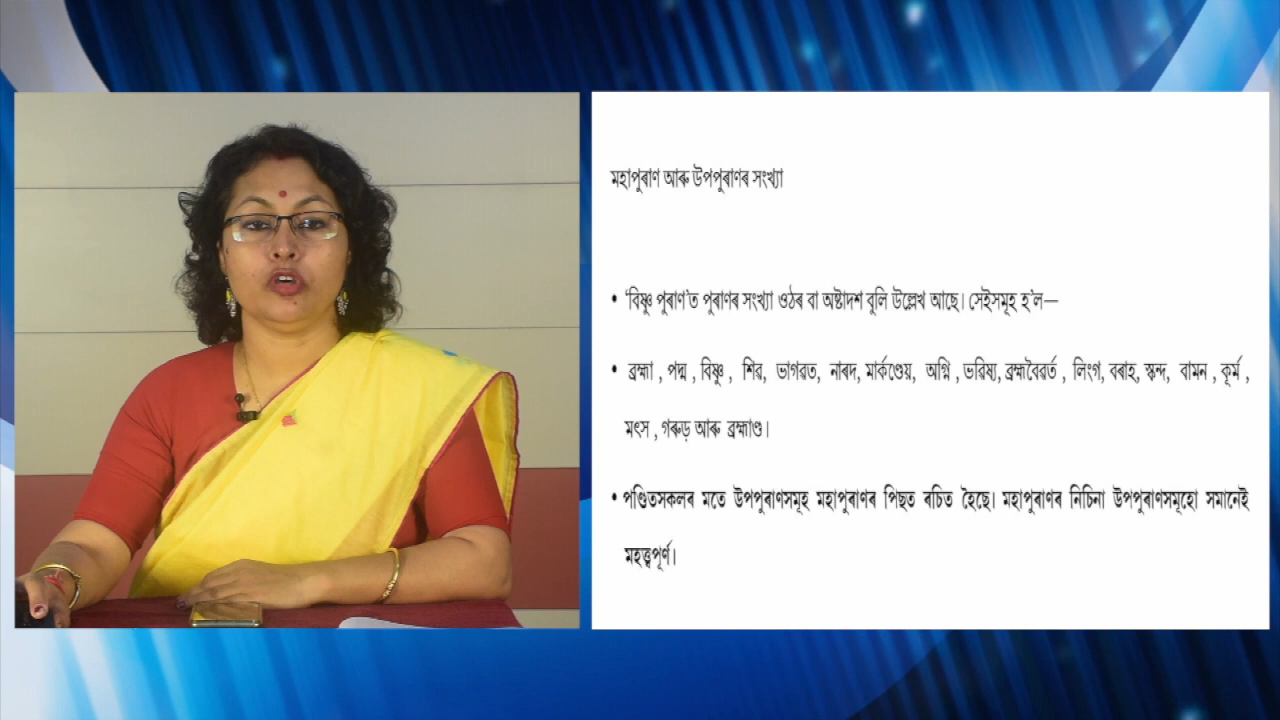 মহাপুৰাণ আৰু উপপুৰাণৰ সংখ্যা
• ‘বিষ্ণু পুৰাণ’ত পুৰাণৰ সংখ্যা ওঠৰ বা অষ্টাদশ বুলি উল্লেখ আছে। সেইসমূহ হ’ল—
• ব্ৰহ্মা , পদ্ম , বিষ্ণু , শিৱ, ভাগৱত, নাৰদ, মাৰ্কণ্ডেয়, অগ্নি , ভৱিষ্য, ব্ৰহ্মবৈৱৰ্ত , লিংগ, বৰাহ, স্কন্দ, বামন , কূৰ্ম ,
মৎস , গৰুড় আৰু ব্ৰহ্মাণ্ড।
• পণ্ডিতসকলৰ মতে উপপুৰাণসমূহ মহাপুৰাণৰ পিছত ৰচিত হৈছে। মহাপুৰাণৰ নিচিনা উপপুৰাণসমূহো সমানেই
মহত্ত্বপূৰ্ণ।